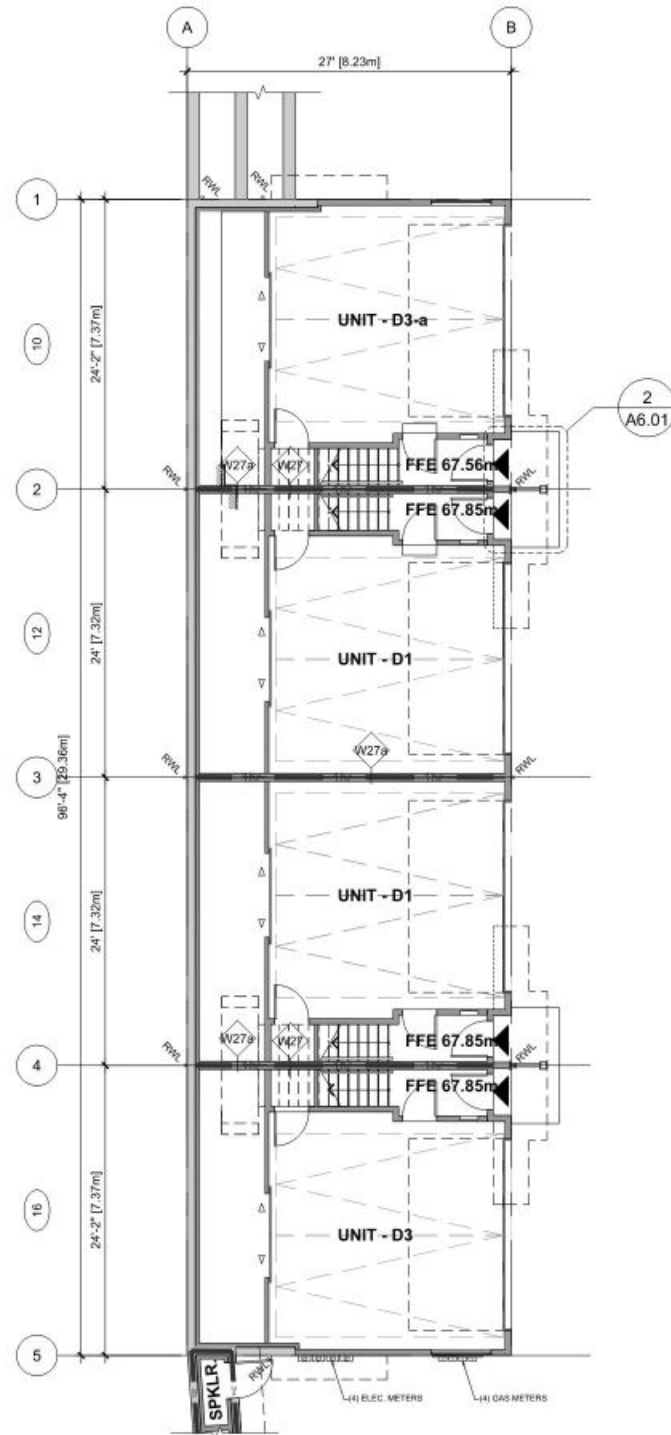 A
B
27' [8.23m]
RWL
RWL
1
10
24'-2" [7.37m]
UNIT - D3-a
2
A6.01
W27a
W27
FFE 67.56m
RWL
2
RWL
FFE 67.85m
12
24' [7.32m]
UNIT - D1
96'-4" [29.36m]
W27a
RWL
3
RWL
14
24' [7.32m]
UNIT - D1
W27a
W27
FFE 67.85m
RWL
4
RWL
FFE 67.85m
16
24'-2" [7.37m]
UNIT - D3
5
SPKLR.
RWL
(4) ELEC. METERS
(4) GAS METERS